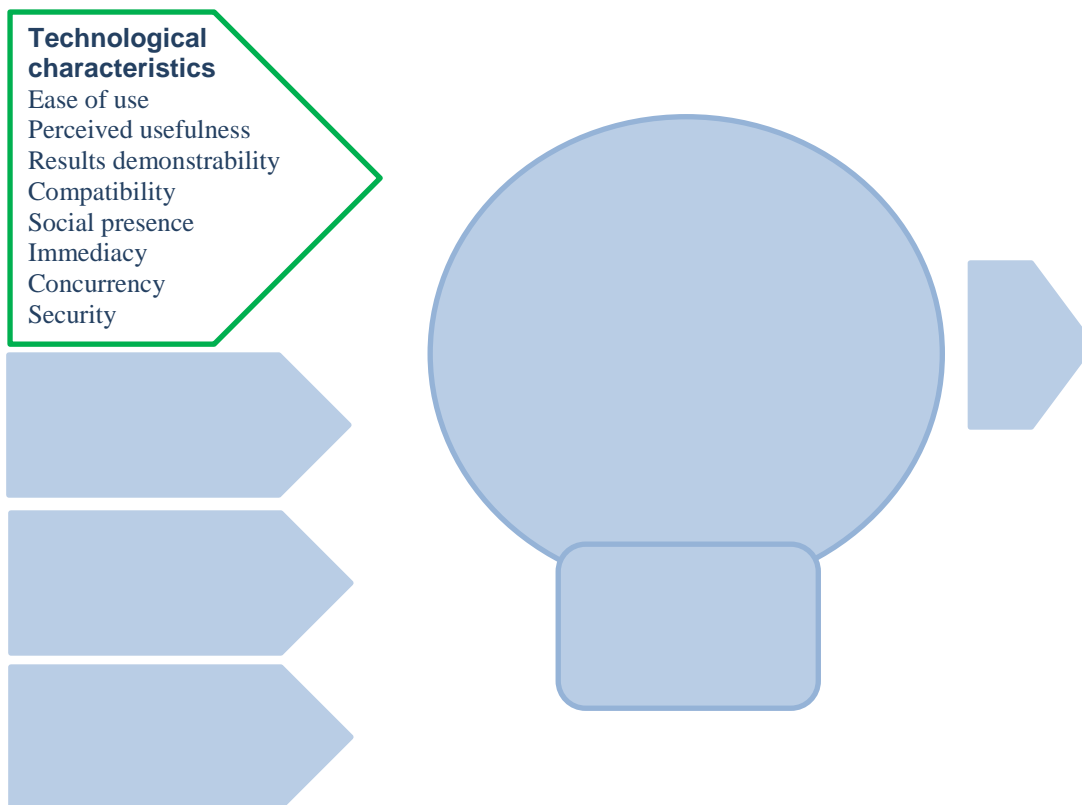 Technological
characteristics
Ease of use
Perceived usefulness
Results demonstrability
Compatibility
Social presence
Immediacy
Concurrency
Security